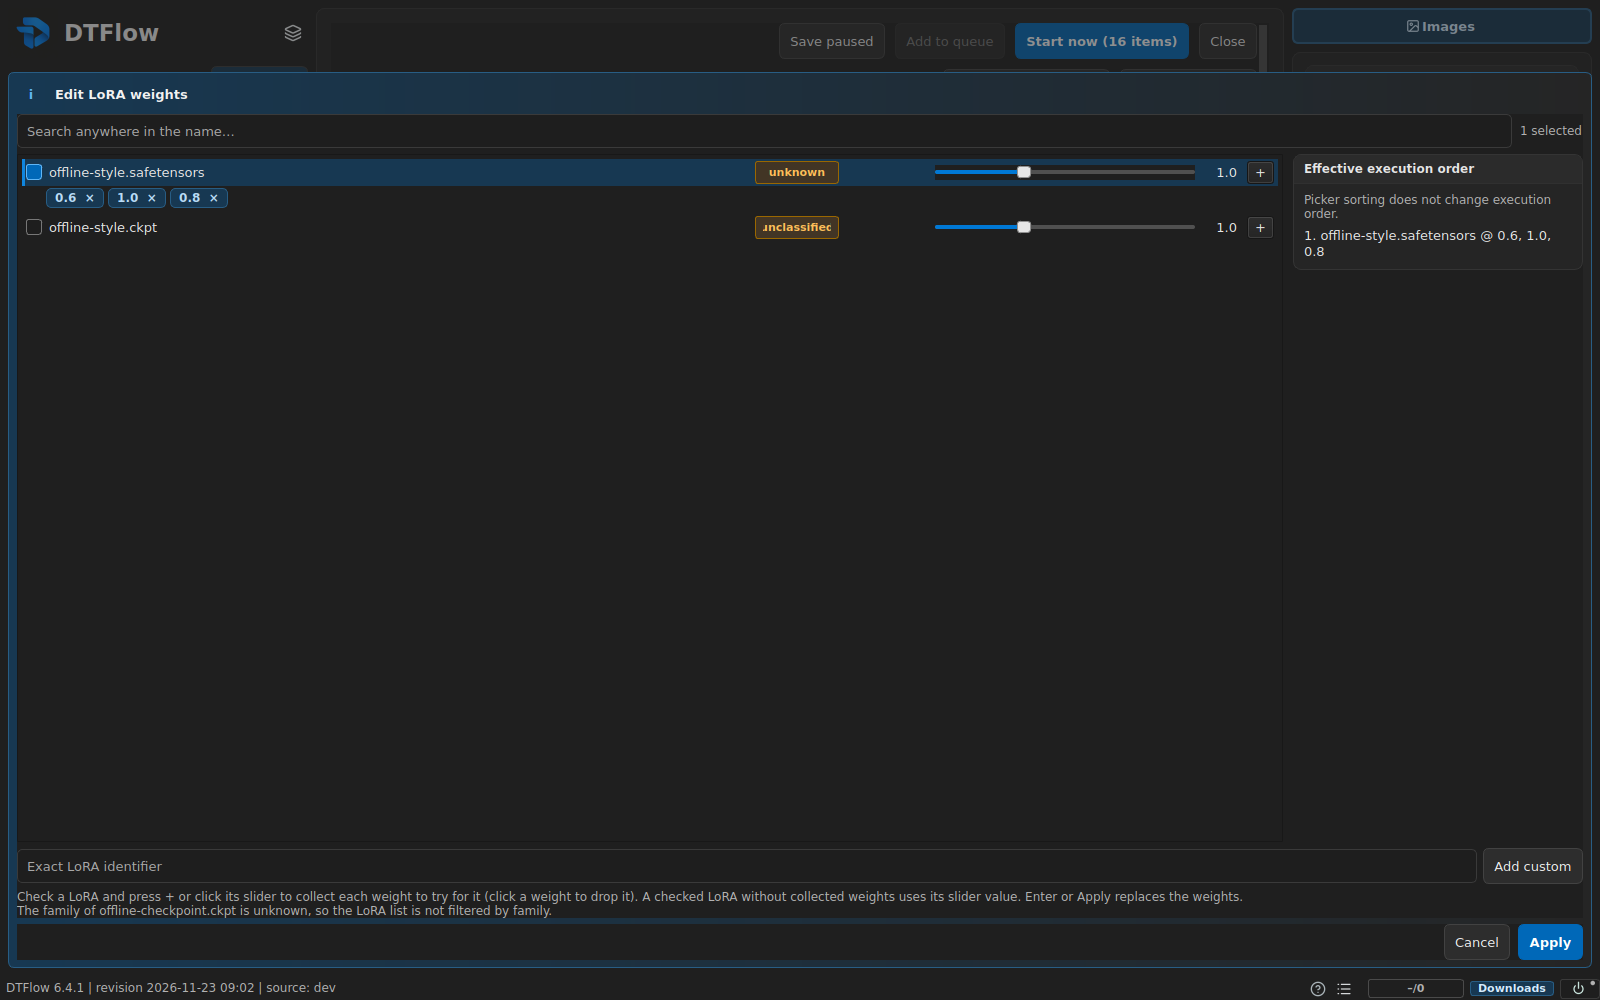 DTFlow
Save paused
Add to queue
Start now (16 items)
Close
Images
i Edit LoRA weights
Search anywhere in the name...
1 selected
offline-style.safetensors
unknown
1.0 +
0.6 ×
1.0 ×
0.8 ×
offline-style.ckpt
unclassified
1.0 +
Effective execution order
Picker sorting does not change execution
order.
1. offline-style.safetensors @ 0.6, 1.0,
0.8
Exact LoRA identifier
Add custom
Check a LoRA and press + or click its slider to collect each weight to try for it (click a weight to drop it). A checked LoRA without collected weights uses its slider value. Enter or Apply replaces the weights.
The family of offline-checkpoint.ckpt is unknown, so the LoRA list is not filtered by family.
Cancel
Apply
DTFlow 6.4.1 | revision 2026-11-23 09:02 | source: dev
-/0
Downloads